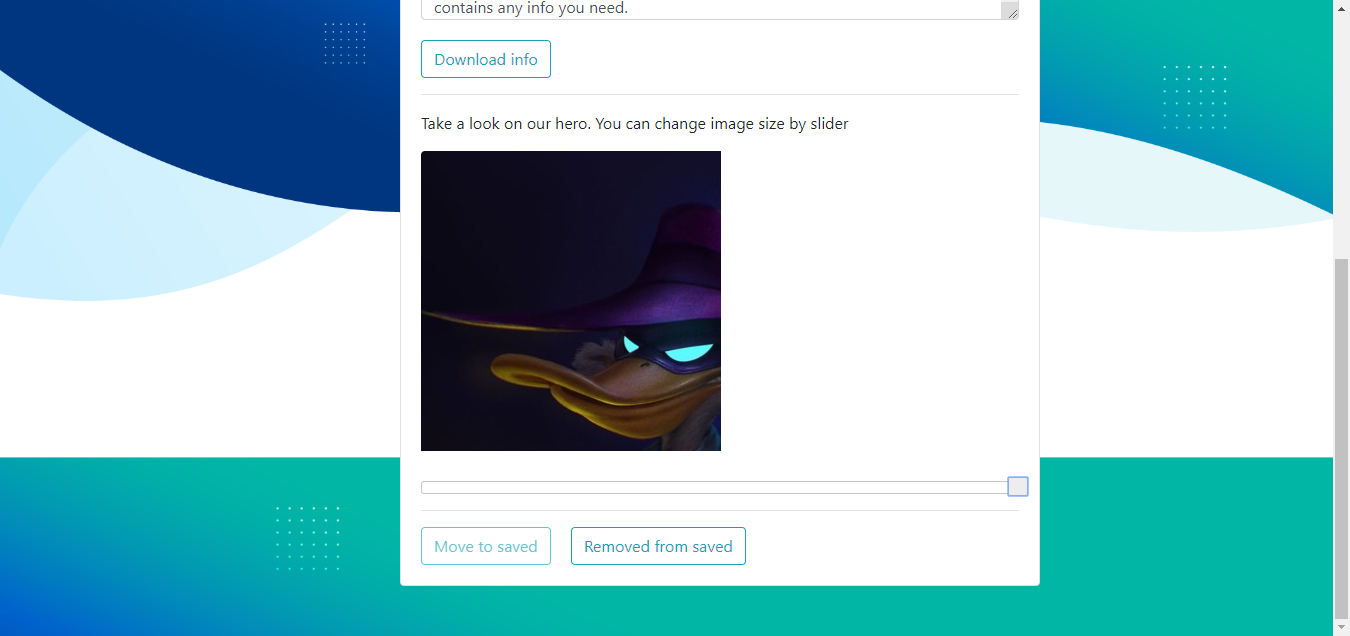 contains any info you need.
Download info
Take a look on our hero. You can change image size by slider
Move to saved
Removed from saved